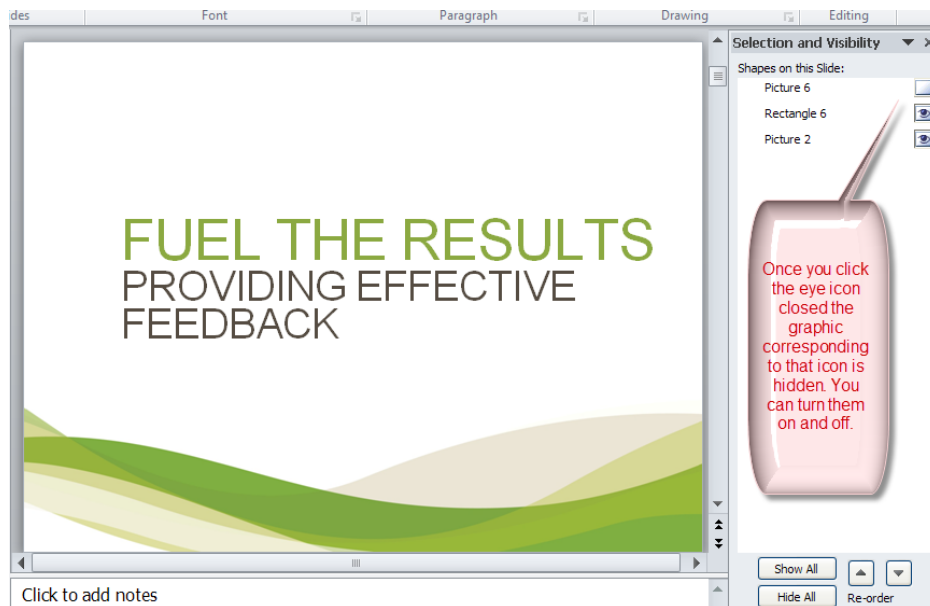 des Font Paragraph Drawing Editing
Selection and Visibility
Shapes on this Slide:
Picture 6
Rectangle 6
Picture 2
FUEL THE RESULTS
PROVIDING EFFECTIVE
FEEDBACK
Once you click
the eye icon
closed the
graphic
corresponding
to that icon is
hidden. You
can turn them
on and off.
Show All
Hide All Re-order
Click to add notes